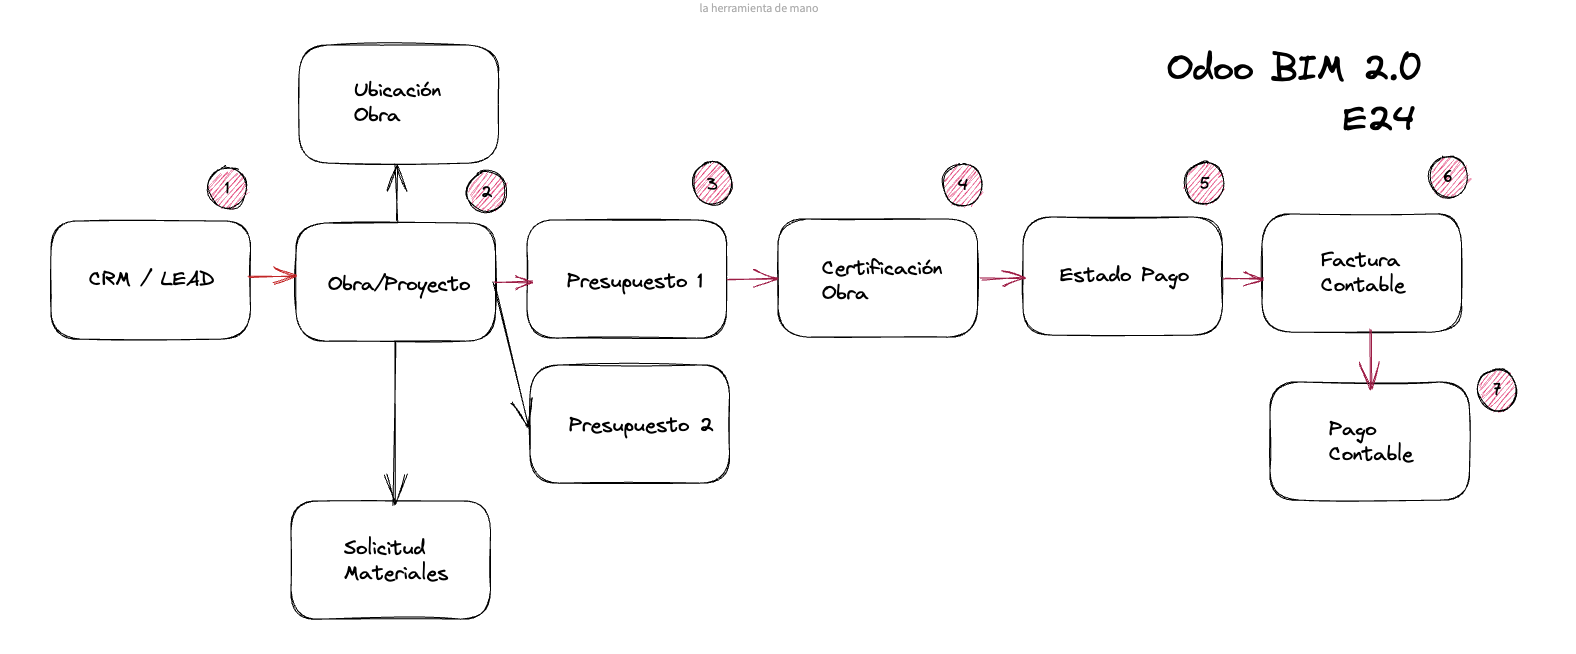 la herramienta de mano
Odoo BIM 2.0
E24
Ubicación
Obra
1
2
3
4
5
6
CRM / LEAD
Obra/Proyecto
Presupuesto 1
Certificación
Obra
Estado Pago
Factura
Contable
Presupuesto 2
7
Pago
Contable
Solicitud
Materiales